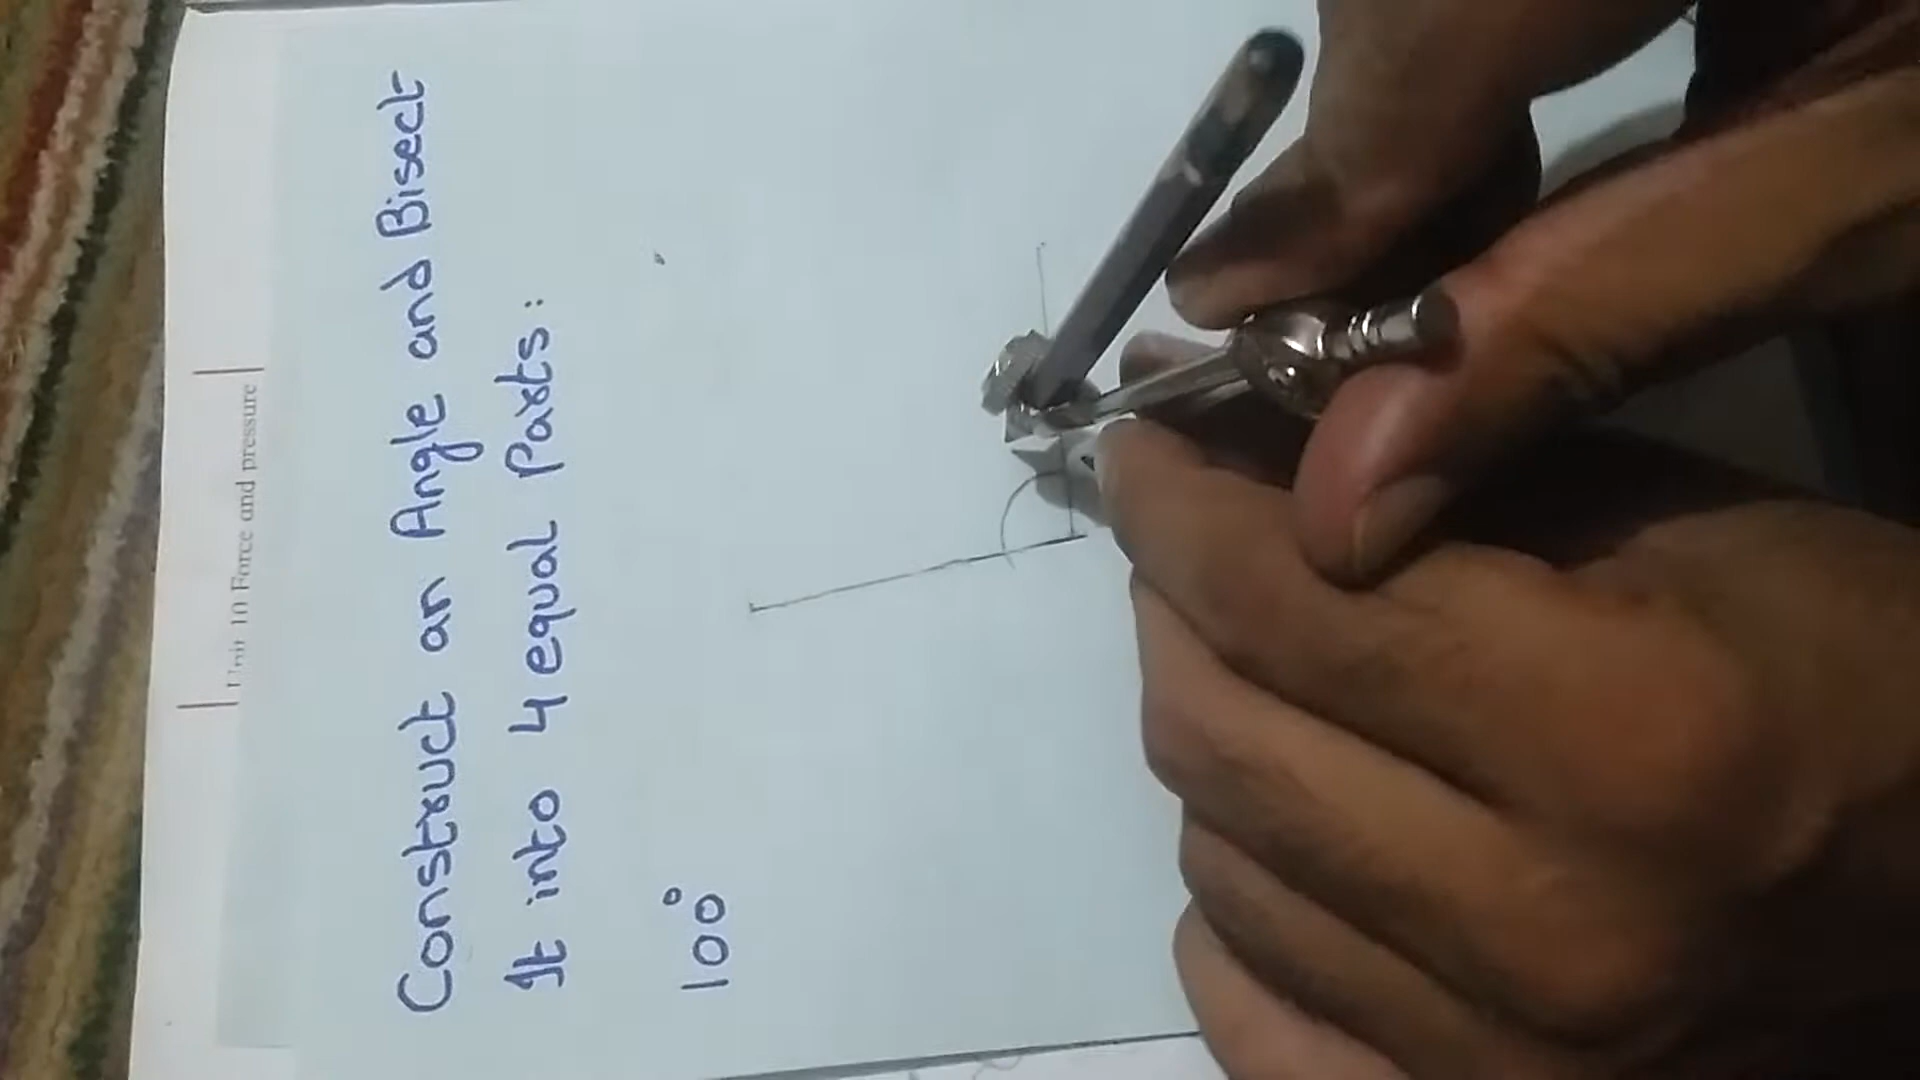 Unit 10 Force and pressure
Construct an Angle and Bisect
It into 4 equal Parts:
100°